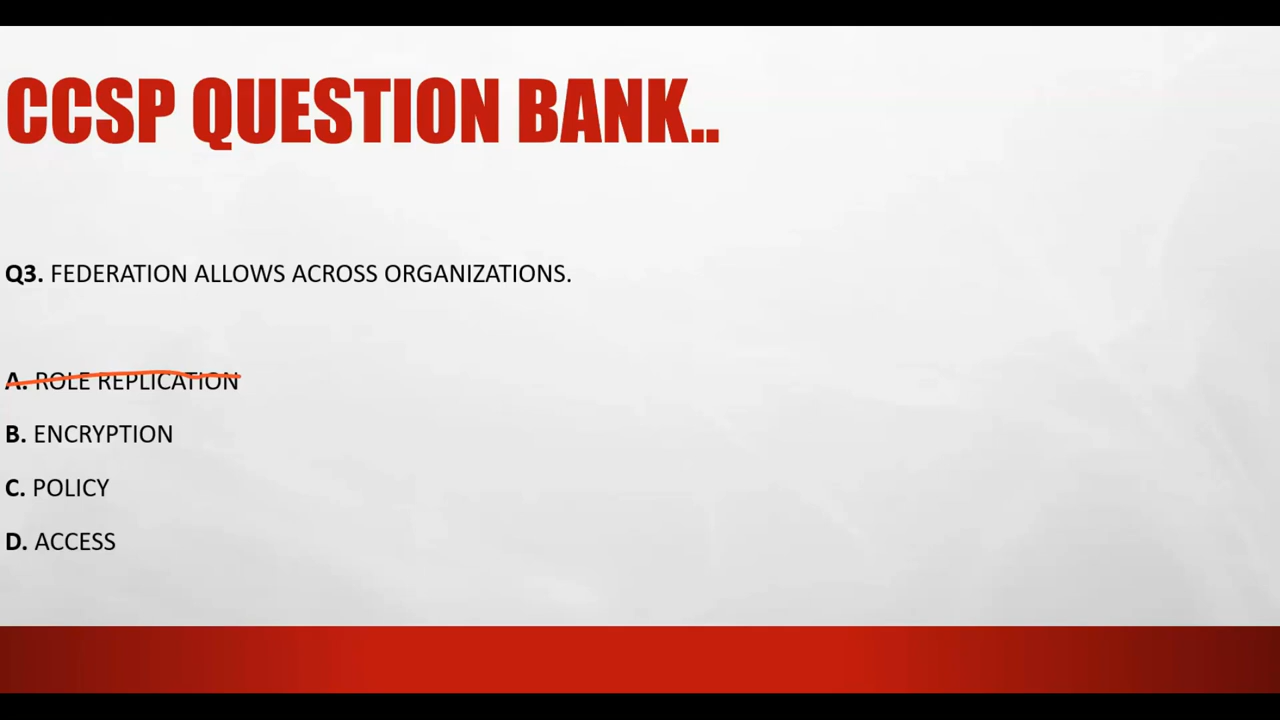 CCSP QUESTION BANK..
Q3. FEDERATION ALLOWS ACROSS ORGANIZATIONS.
A. ROLE REPLICATION
B. ENCRYPTION
C. POLICY
D. ACCESS